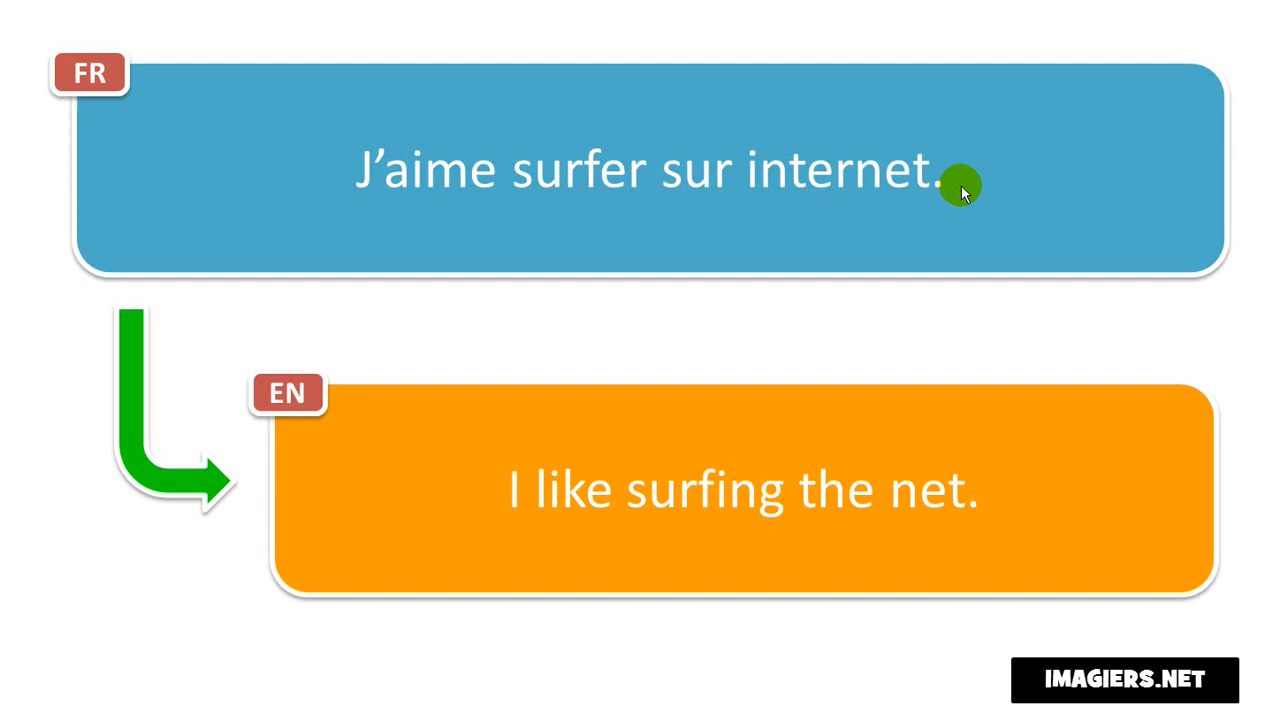 FR
J’aime surfer sur internet.
EN
I like surfing the net.
IMAGIERS.NET